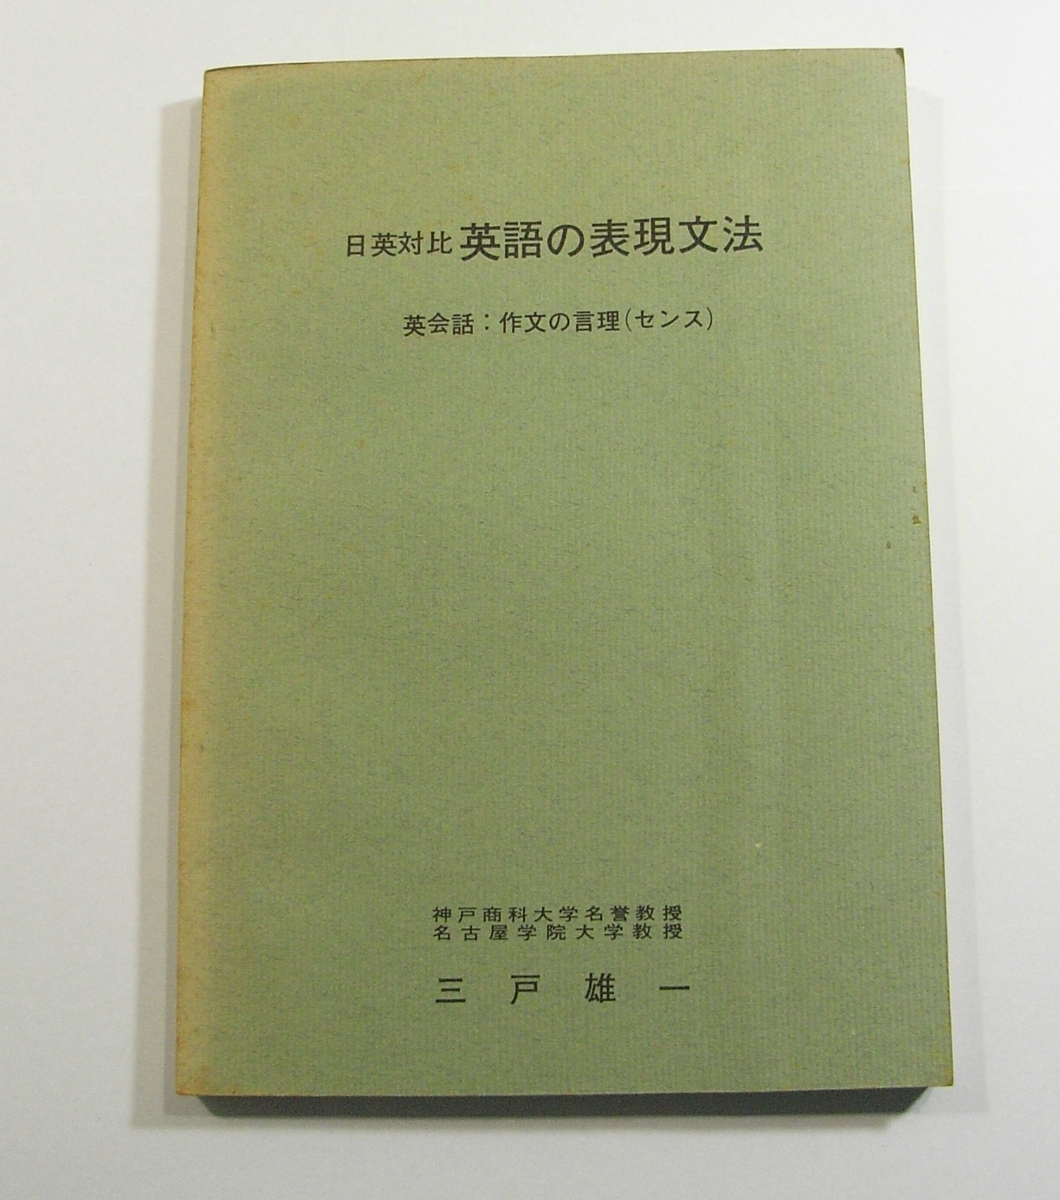 日英対比 英語の表現文法
英会話：作文の言理（センス）
神戸商科大学名誉教授
名古屋学院大学教授
三戸雄一